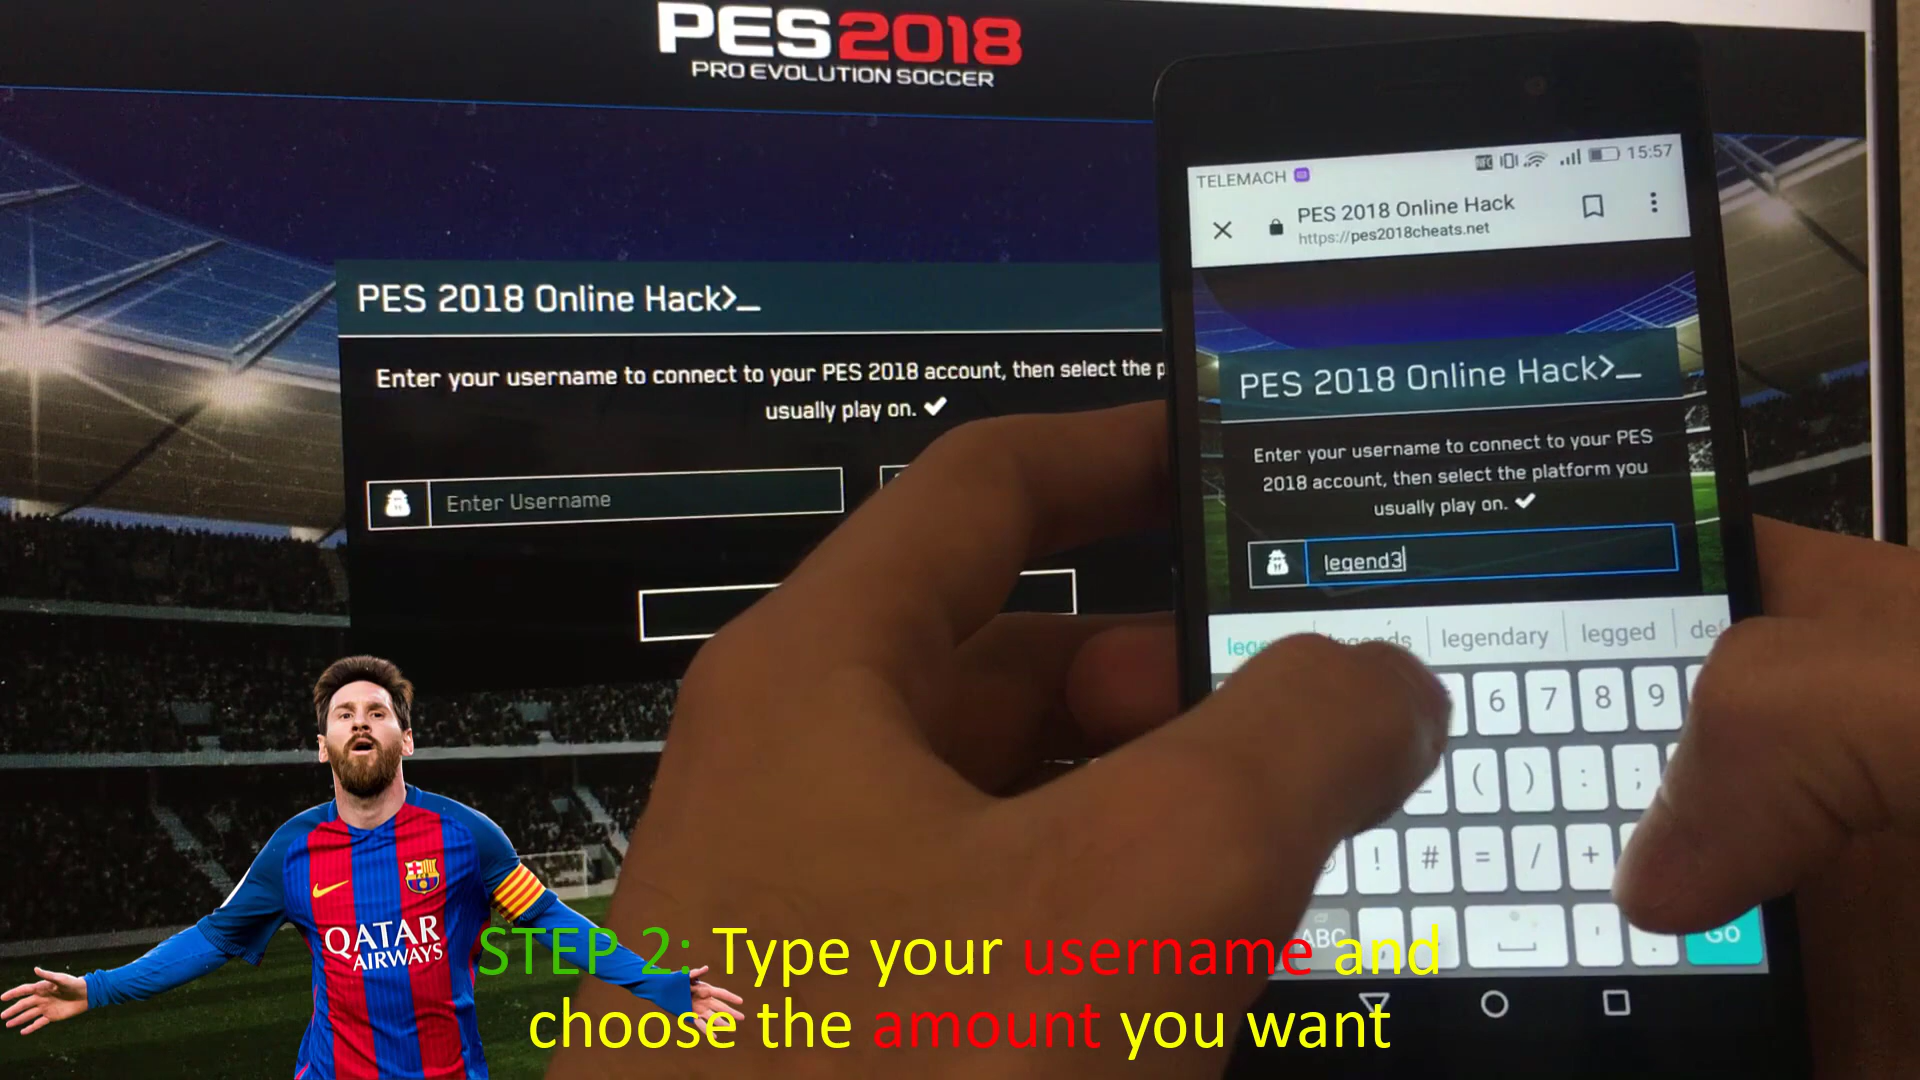 PES2018
PRO EVOLUTION SOCCER
PES 2018 Online Hack>_
Enter your username to connect to your PES 2018 account, then select the p
usually play on. ✔
Enter Username
TELEMACH
15:57
PES 2018 Online Hack
https://pes2018cheats.net
PES 2018 Online Hack>_
Enter your username to connect to your PES
2018 account, then select the platform you
usually play on. ✔
legend3
legendary legged def
6 7 8 9
( ) : ;
! # = / +
ABC , ' .
GO
QATAR
AIRWAYS
STEP 2: Type your username and
choose the amount you want